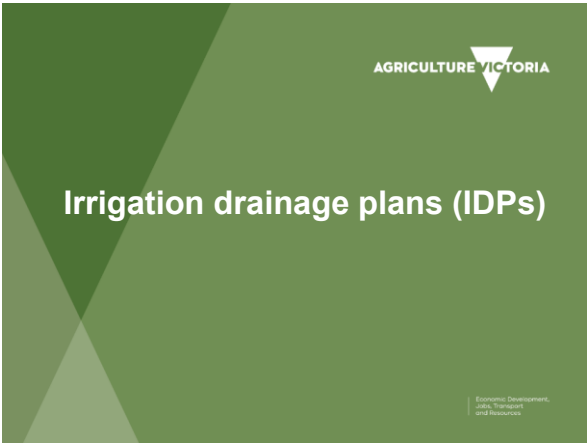 AGRICULTURE VICTORIA
Irrigation drainage plans (IDPs)
Economic Development,
Jobs, Transport
and Resources